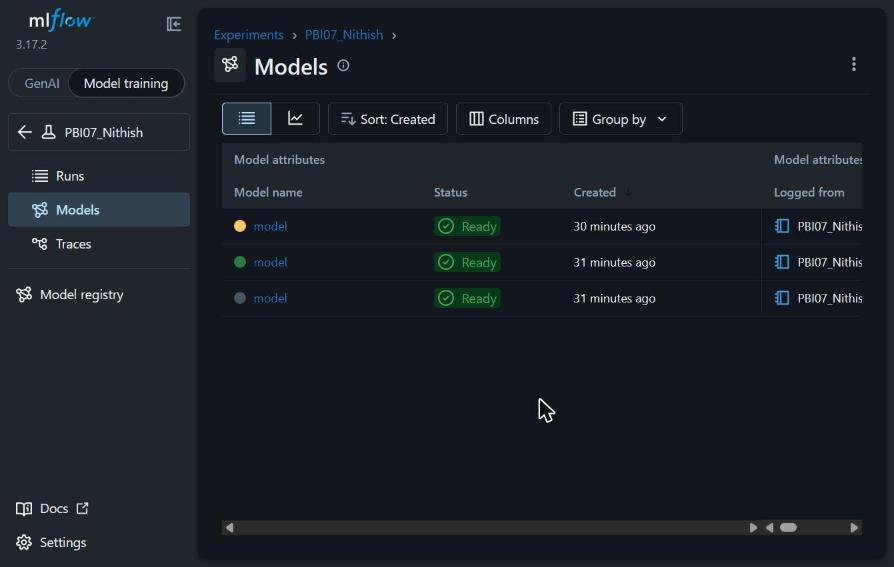 mlflow
3.17.2
GenAI Model training
PBI07_Nithish
Runs
Models
Traces
Model registry
Docs
Settings
Experiments > PBI07_Nithish >
Models
Sort: Created Columns Group by
Model attributes Model attributes
Model name Status Created Logged from
model Ready 30 minutes ago PBI07_Nithis
model Ready 31 minutes ago PBI07_Nithis
model Ready 31 minutes ago PBI07_Nithis